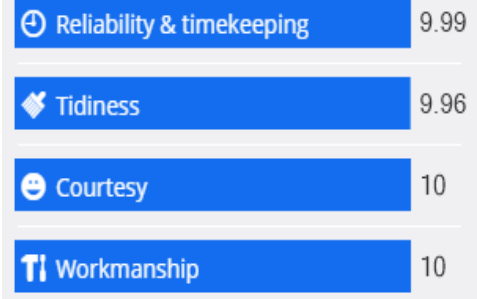 Reliability & timekeeping 9.99
Tidiness 9.96
Courtesy 10
Workmanship 10